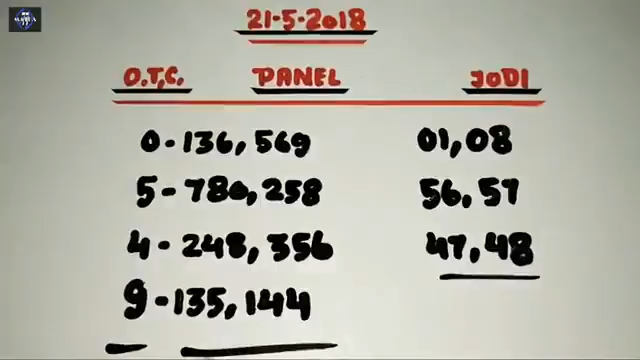 21-5-2018
O.T.C. PANEL JODI
0-136, 569 01, 08
5-780, 258 56, 57
4-248, 356 47, 48
9-135, 144